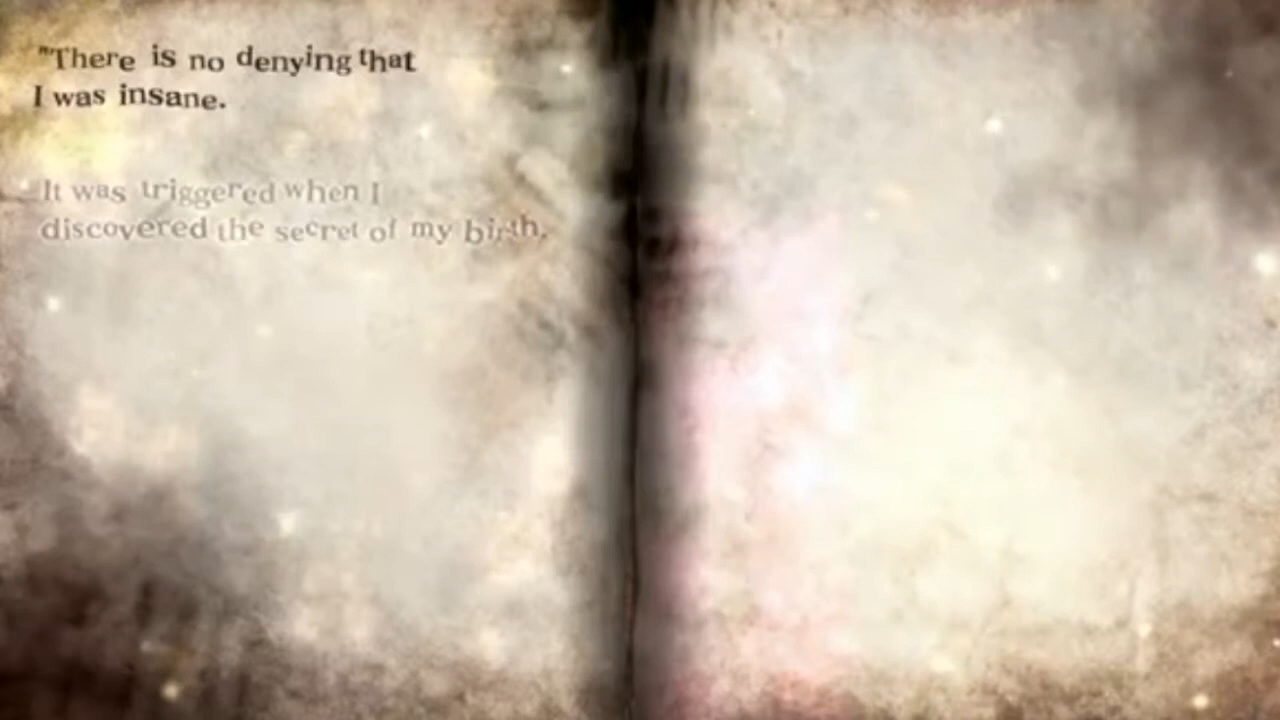 "There is no denying that
I was insane.
It was triggered when I
discovered the secret of my birth.